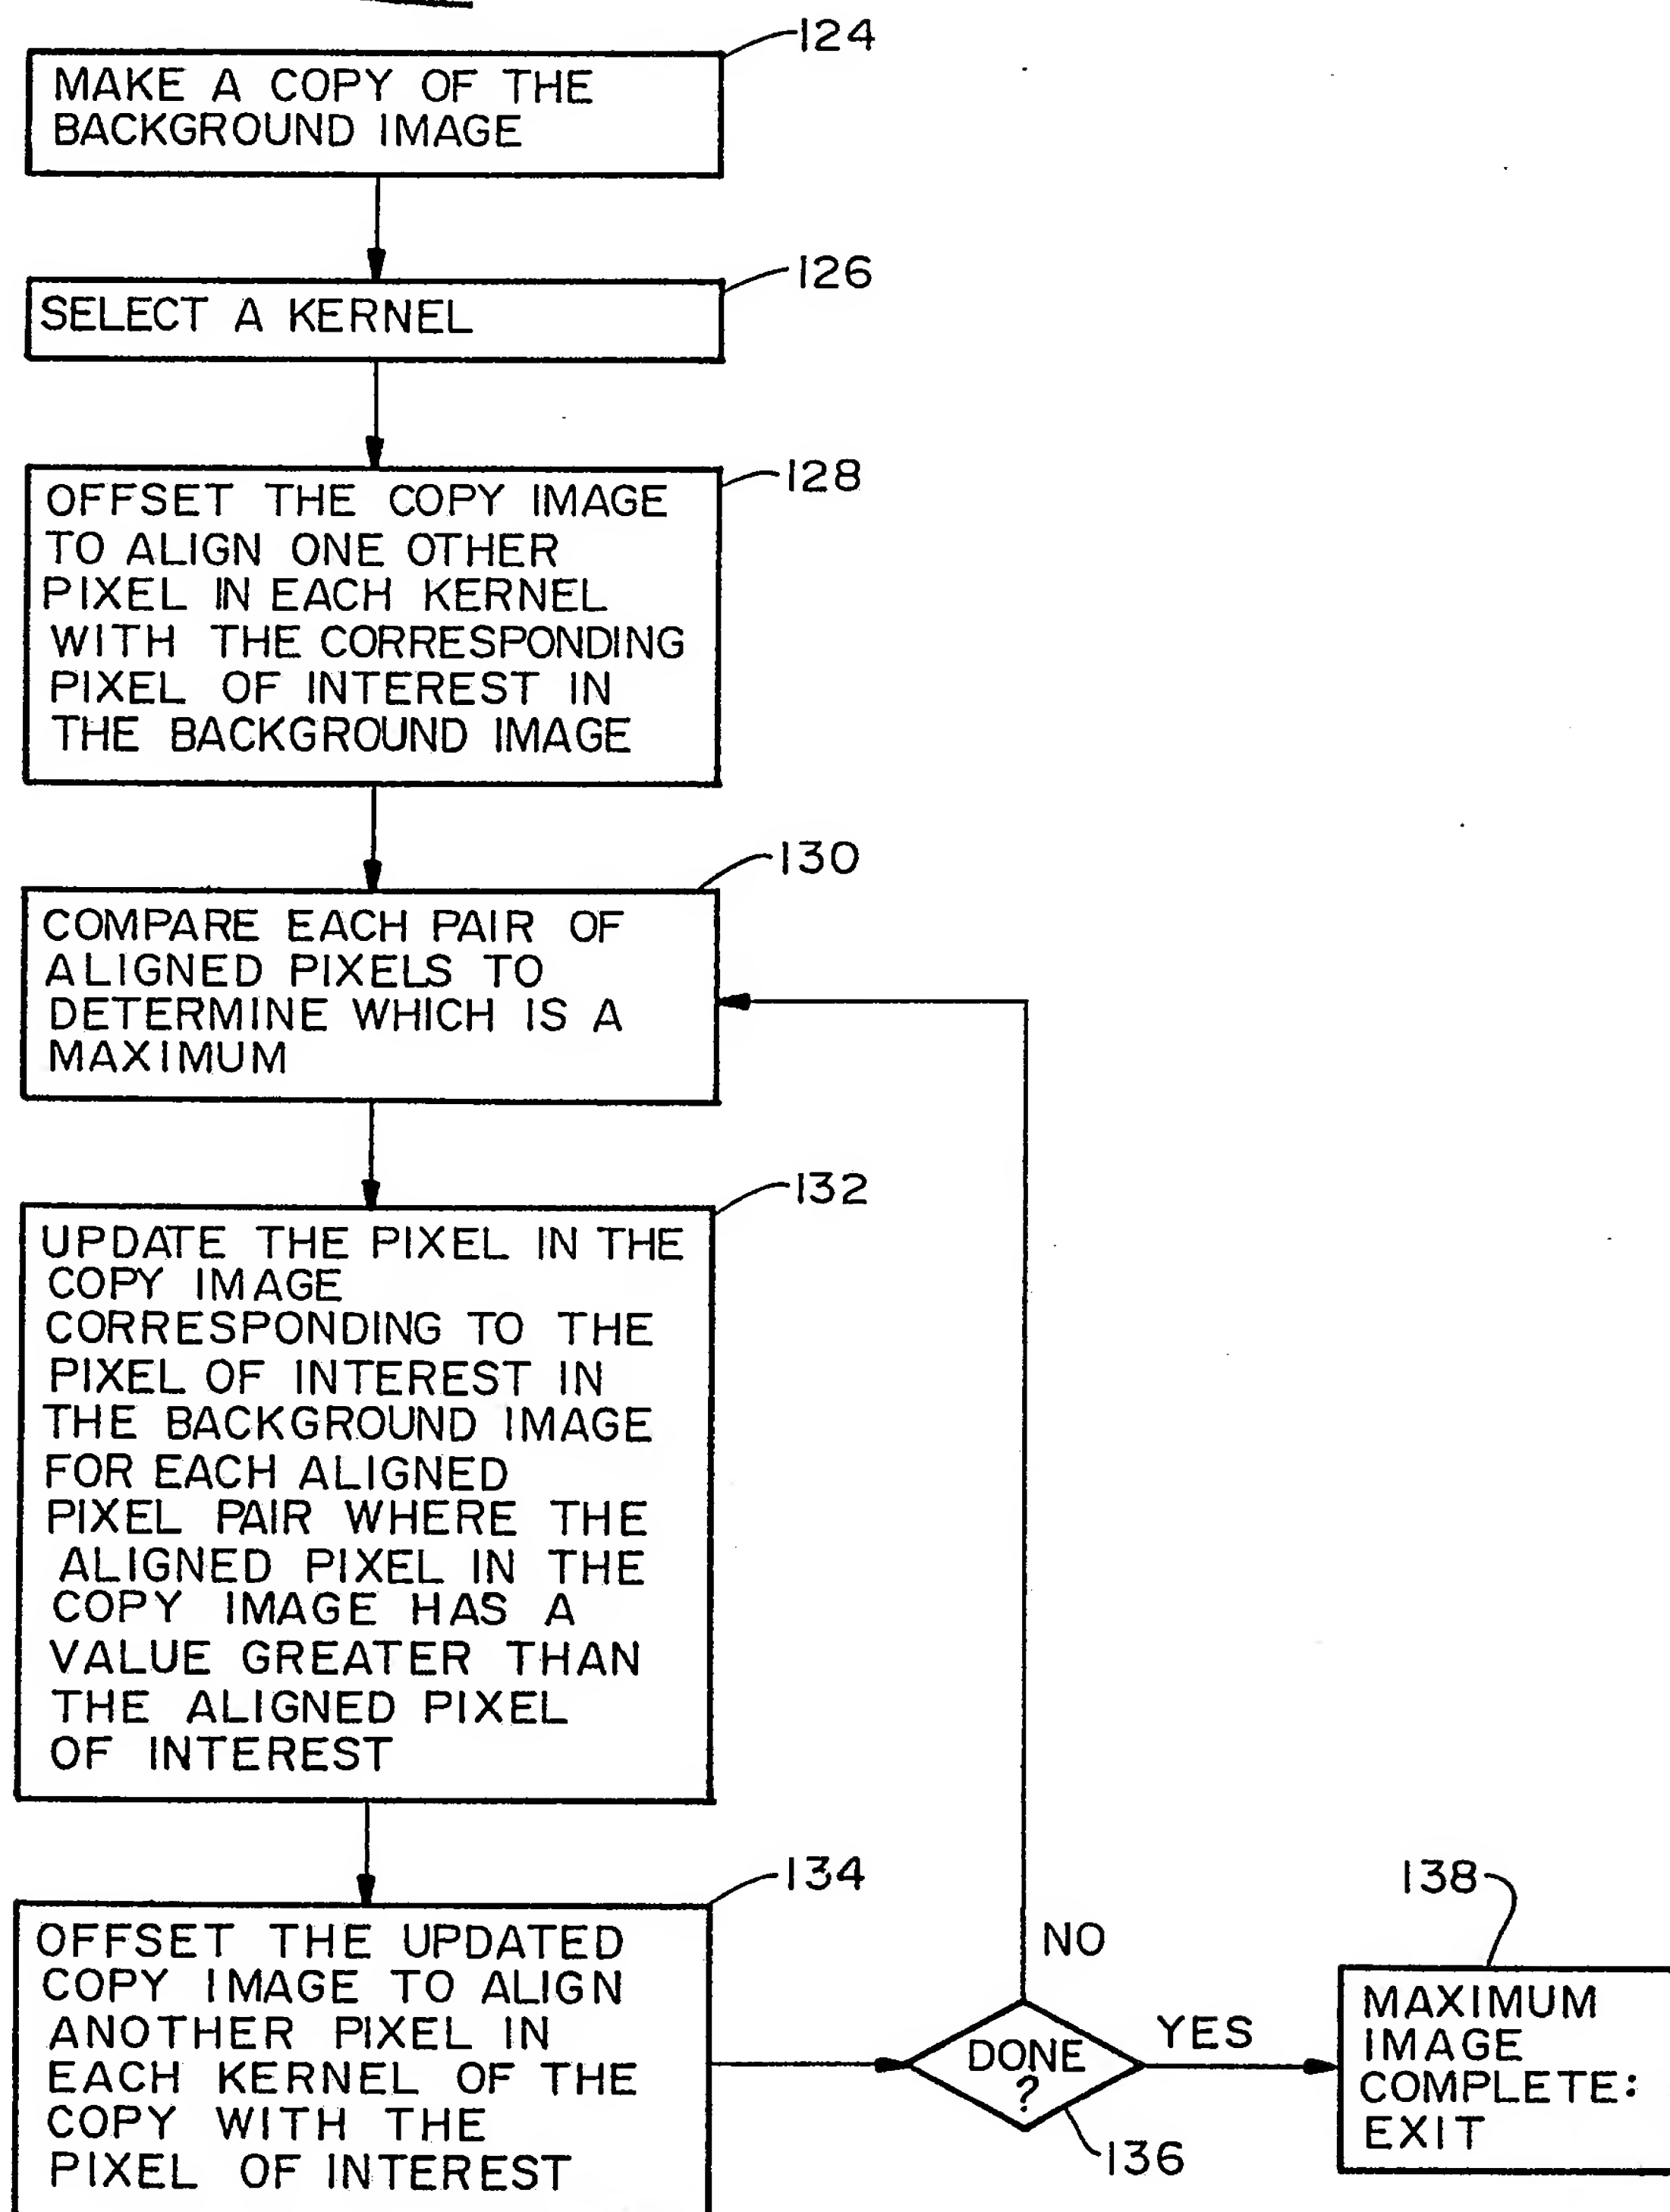 124
MAKE A COPY OF THE
BACKGROUND IMAGE
126
SELECT A KERNEL
128
OFFSET THE COPY IMAGE
TO ALIGN ONE OTHER
PIXEL IN EACH KERNEL
WITH THE CORRESPONDING
PIXEL OF INTEREST IN
THE BACKGROUND IMAGE
130
COMPARE EACH PAIR OF
ALIGNED PIXELS TO
DETERMINE WHICH IS A
MAXIMUM
132
UPDATE THE PIXEL IN THE
COPY IMAGE
CORRESPONDING TO THE
PIXEL OF INTEREST IN
THE BACKGROUND IMAGE
FOR EACH ALIGNED
PIXEL PAIR WHERE THE
ALIGNED PIXEL IN THE
COPY IMAGE HAS A
VALUE GREATER THAN
THE ALIGNED PIXEL
OF INTEREST
134
OFFSET THE UPDATED
COPY IMAGE TO ALIGN
ANOTHER PIXEL IN
EACH KERNEL OF THE
COPY WITH THE
PIXEL OF INTEREST
NO
DONE
?
136
YES
138
MAXIMUM
IMAGE
COMPLETE:
EXIT